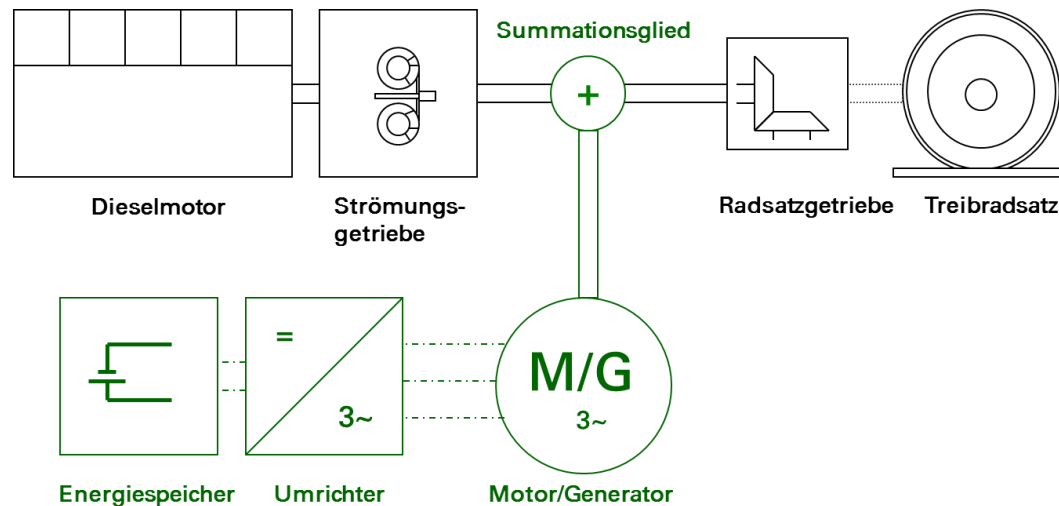 Summationsglied
+
Dieselmotor
Strömungs-
getriebe
Radsatzgetriebe
Treibradsatz
=
3~
M/G
3~
Energiespeicher
Umrichter
Motor/Generator